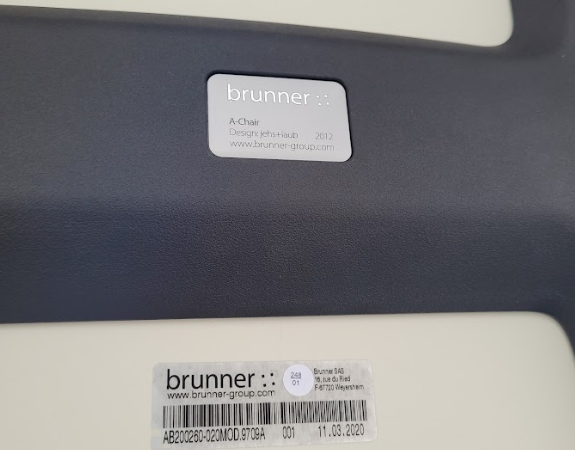 brunner ::
A-Chair
Design: jehs+laub 2012
www.brunner-group.com
brunner ::
www.brunner-group.com
248
01
Brunner SAS
16, rue du Ried
F-67720 Weyersheim
AB200260-020MOD.9709A 001 11.03.2020